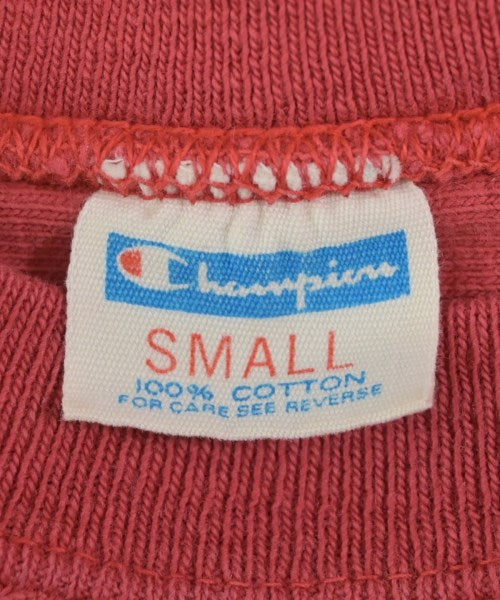 Champion
SMALL
100% COTTON
FOR CARE SEE REVERSE